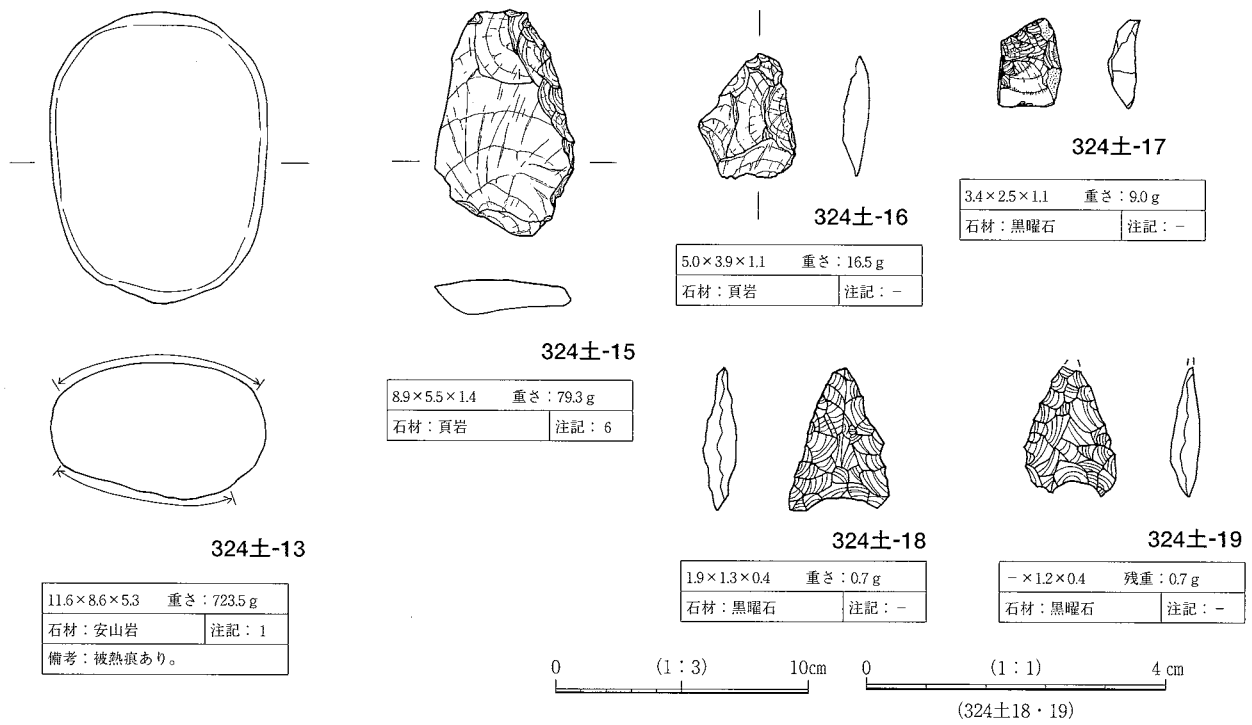 324土-13
11.6×8.6×5.3 重さ：723.5 g
石材：安山岩 注記：1
備考：被熱痕あり。
324土-15
8.9×5.5×1.4 重さ：79.3 g
石材：頁岩 注記：6
324土-16
5.0×3.9×1.1 重さ：16.5 g
石材：頁岩 注記：－
324土-17
3.4×2.5×1.1 重さ：9.0 g
石材：黒曜石 注記：－
324土-18
1.9×1.3×0.4 重さ：0.7 g
石材：黒曜石 注記：－
324土-19
－×1.2×0.4 残重：0.7 g
石材：黒曜石 注記：－
0 (1：3) 10cm
0 (1：1) 4 cm
(324土18・19)